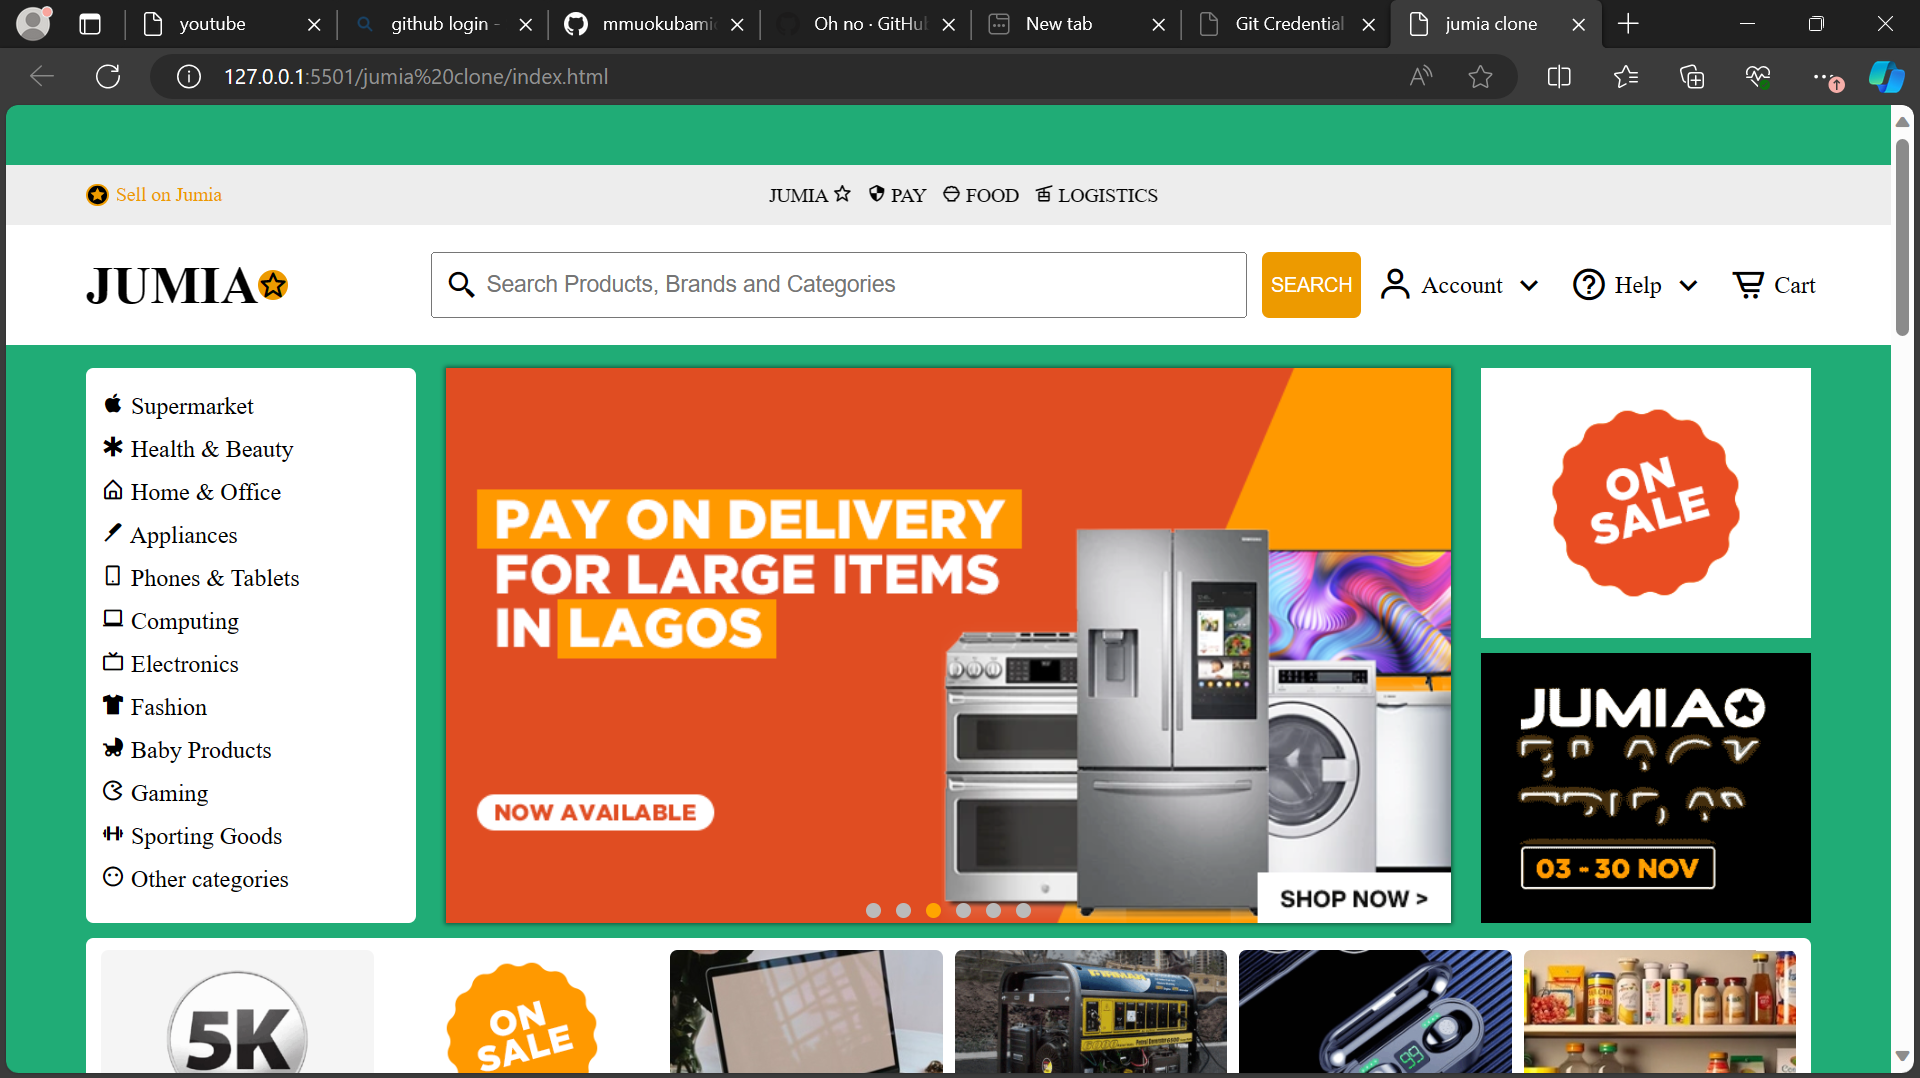 youtube
github login -
mmuokubami
Oh no · GitHu
New tab
Git Credential
jumia clone
127.0.0.1:5501/jumia%20clone/index.html
Sell on Jumia
JUMIA PAY FOOD LOGISTICS
JUMIA
Search Products, Brands and Categories
SEARCH
Account
Help
Cart
Supermarket
Health & Beauty
Home & Office
Appliances
Phones & Tablets
Computing
Electronics
Fashion
Baby Products
Gaming
Sporting Goods
Other categories
PAY ON DELIVERY
FOR LARGE ITEMS
IN LAGOS
NOW AVAILABLE
SHOP NOW >
ON
SALE
JUMIA
03 - 30 NOV
5K
ON
SALE
FIRMAN
99